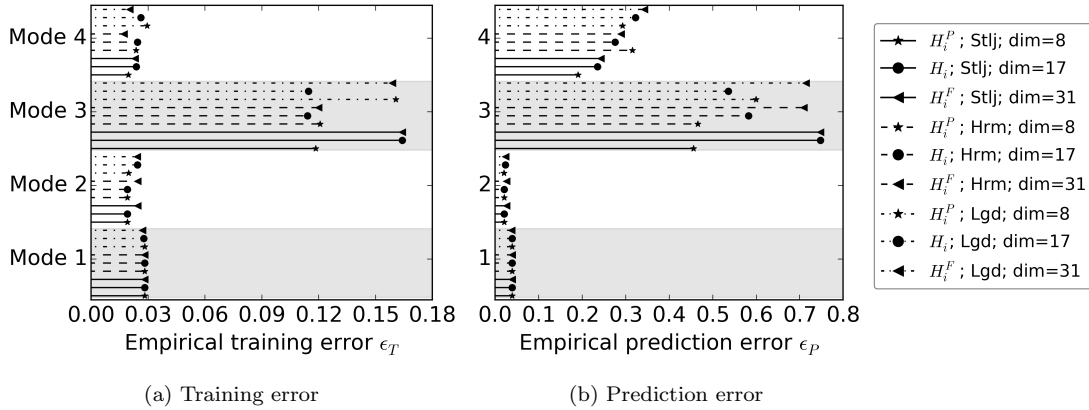 Mode 4
Mode 3
Mode 2
Mode 1
0.00 0.03 0.06 0.09 0.12 0.15 0.18
Empirical training error ϵ_T
(a) Training error
4
3
2
1
0.0 0.1 0.2 0.3 0.4 0.5 0.6 0.7 0.8
Empirical prediction error ϵ_P
(b) Prediction error
H_i^P ; Stlj; dim=8
H_i; Stlj; dim=17
H_i^F ; Stlj; dim=31
H_i^P ; Hrm; dim=8
H_i; Hrm; dim=17
H_i^F ; Hrm; dim=31
H_i^P ; Lgd; dim=8
H_i; Lgd; dim=17
H_i^F ; Lgd; dim=31